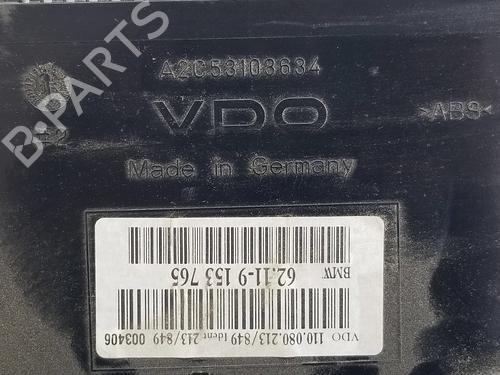 A2C53103634
VDO
>ABS<
Made in Germany
BMW 62.11-9 153 765
VDO 110.080.213/849 Ident 213/849 003406
B-PARTS